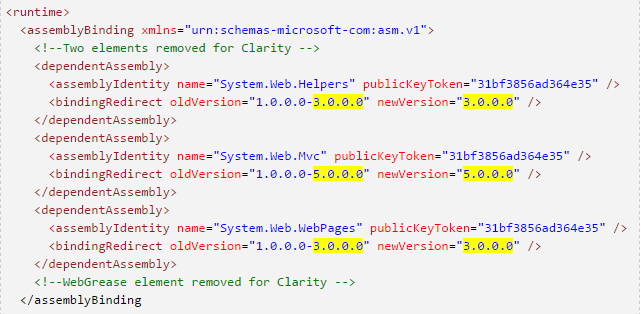 <runtime>
<assemblyBinding xmlns="urn:schemas-microsoft-com:asm.v1">
<!--Two elements removed for Clarity -->
<dependentAssembly>
<assemblyIdentity name="System.Web.Helpers" publicKeyToken="31bf3856ad364e35" />
<bindingRedirect oldVersion="1.0.0.0-3.0.0.0" newVersion="3.0.0.0" />
</dependentAssembly>
<dependentAssembly>
<assemblyIdentity name="System.Web.Mvc" publicKeyToken="31bf3856ad364e35" />
<bindingRedirect oldVersion="1.0.0.0-5.0.0.0" newVersion="5.0.0.0" />
</dependentAssembly>
<dependentAssembly>
<assemblyIdentity name="System.Web.WebPages" publicKeyToken="31bf3856ad364e35" />
<bindingRedirect oldVersion="1.0.0.0-3.0.0.0" newVersion="3.0.0.0" />
</dependentAssembly>
<!--WebGrease element removed for Clarity -->
</assemblyBinding